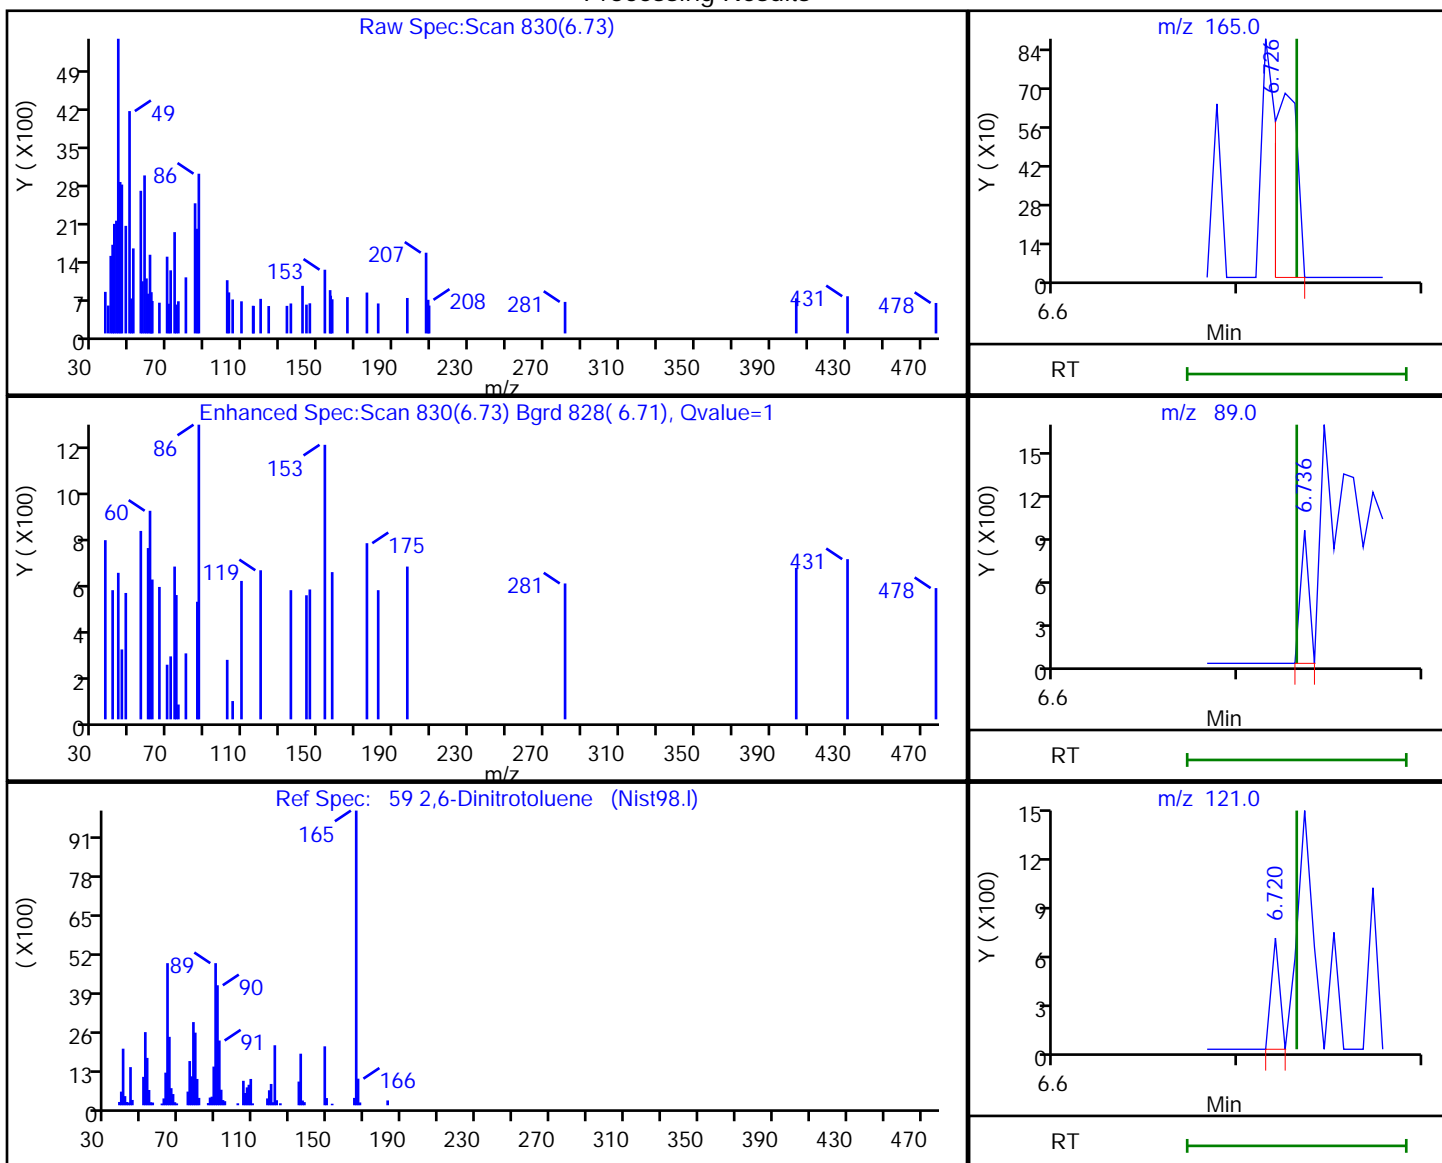 Processing Results
Raw Spec:Scan 830(6.73)
Y ( X100)
49
42
35
28
21
14
7
0
49
86
153
207
208
281
431
478
30 70 110 150 190 230 270 310 350 390 430 470
m/z
m/z 165.0
Y ( X10)
84
70
56
42
28
14
0
6.726
6.6
Min
RT
Enhanced Spec:Scan 830(6.73) Bgrd 828( 6.71), Qvalue=1
Y ( X100)
12
10
8
6
4
2
0
86
153
60
119
175
281
431
478
30 70 110 150 190 230 270 310 350 390 430 470
m/z
m/z 89.0
Y ( X100)
15
12
9
6
3
0
6.736
6.6
Min
RT
Ref Spec: 59 2,6-Dinitrotoluene (Nist98.l)
( X100)
91
78
65
52
39
26
13
0
165
89
90
91
166
30 70 110 150 190 230 270 310 350 390 430 470
m/z 121.0
Y ( X100)
15
12
9
6
3
0
6.720
6.6
Min
RT